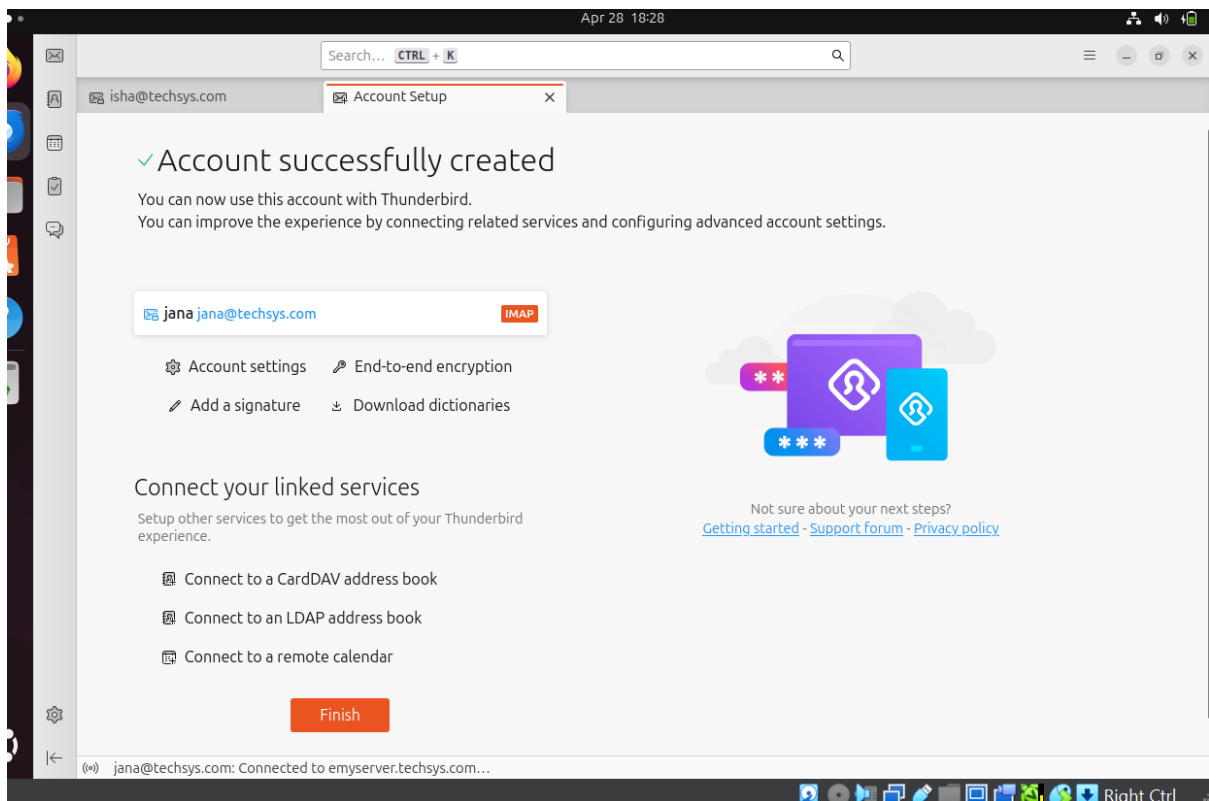 Apr 28 18:28
Search… CTRL + K
isha@techsys.com
Account Setup
Account successfully created
You can now use this account with Thunderbird.
You can improve the experience by connecting related services and configuring advanced account settings.
jana jana@techsys.com IMAP
Account settings End-to-end encryption
Add a signature Download dictionaries
Connect your linked services
Setup other services to get the most out of your Thunderbird
experience.
Connect to a CardDAV address book
Connect to an LDAP address book
Connect to a remote calendar
Finish
***
***
Not sure about your next steps?
Getting started - Support forum - Privacy policy
jana@techsys.com: Connected to emyserver.techsys.com…
Right Ctrl